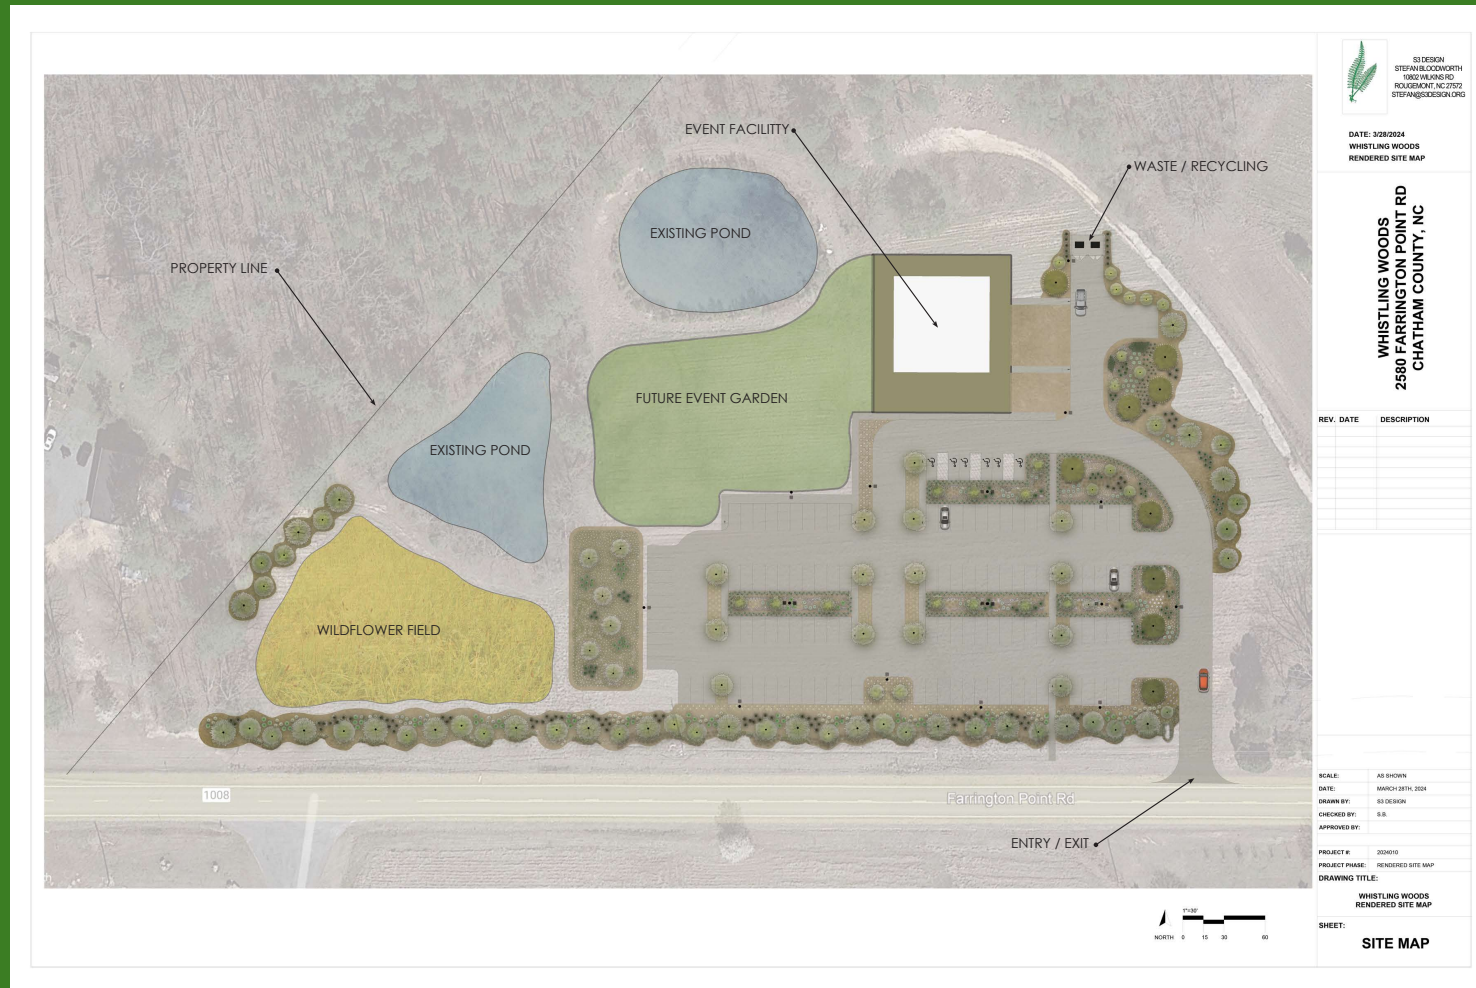 S3 DESIGN
STEFAN BLOODWORTH
10802 WILKINS RD
ROUGEMONT, NC 27572
STEFAN@S3DESIGN.ORG
DATE: 3/28/2024
WHISTLING WOODS
RENDERED SITE MAP
WHISTLING WOODS
2580 FARRINGTON POINT RD
CHATHAM COUNTY, NC
REV. DATE DESCRIPTION
EVENT FACILITTY
WASTE / RECYCLING
EXISTING POND
PROPERTY LINE
FUTURE EVENT GARDEN
EXISTING POND
WILDFLOWER FIELD
1008
Farrington Point Rd
ENTRY / EXIT
1"=30'
NORTH 0 15 30 60
SCALE: AS SHOWN
DATE: MARCH 28TH, 2024
DRAWN BY: S3 DESIGN
CHECKED BY: S.B.
APPROVED BY:
PROJECT #: 2024010
PROJECT PHASE: RENDERED SITE MAP
DRAWING TITLE:
WHISTLING WOODS
RENDERED SITE MAP
SHEET:
SITE MAP